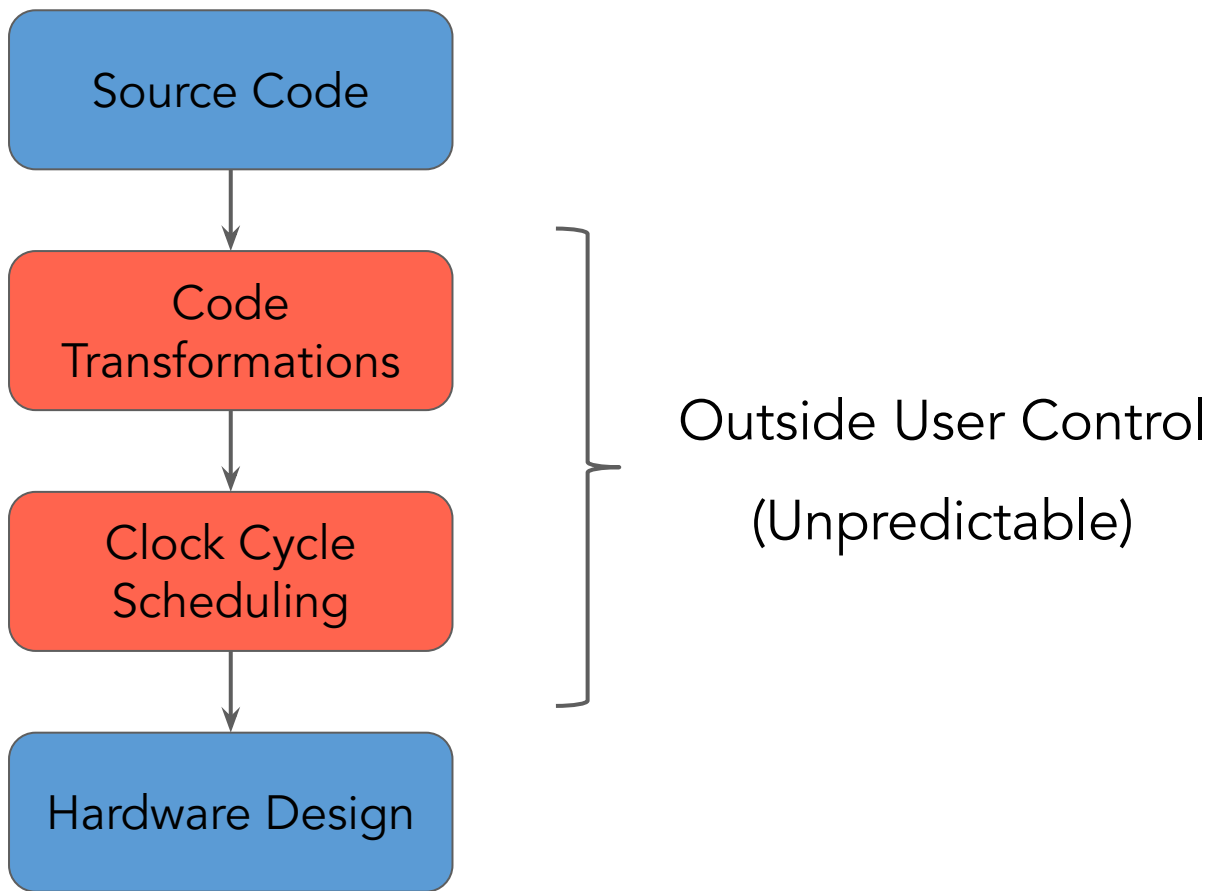 Source Code
Code
Transformations
Clock Cycle
Scheduling
Hardware Design
Outside User Control
(Unpredictable)